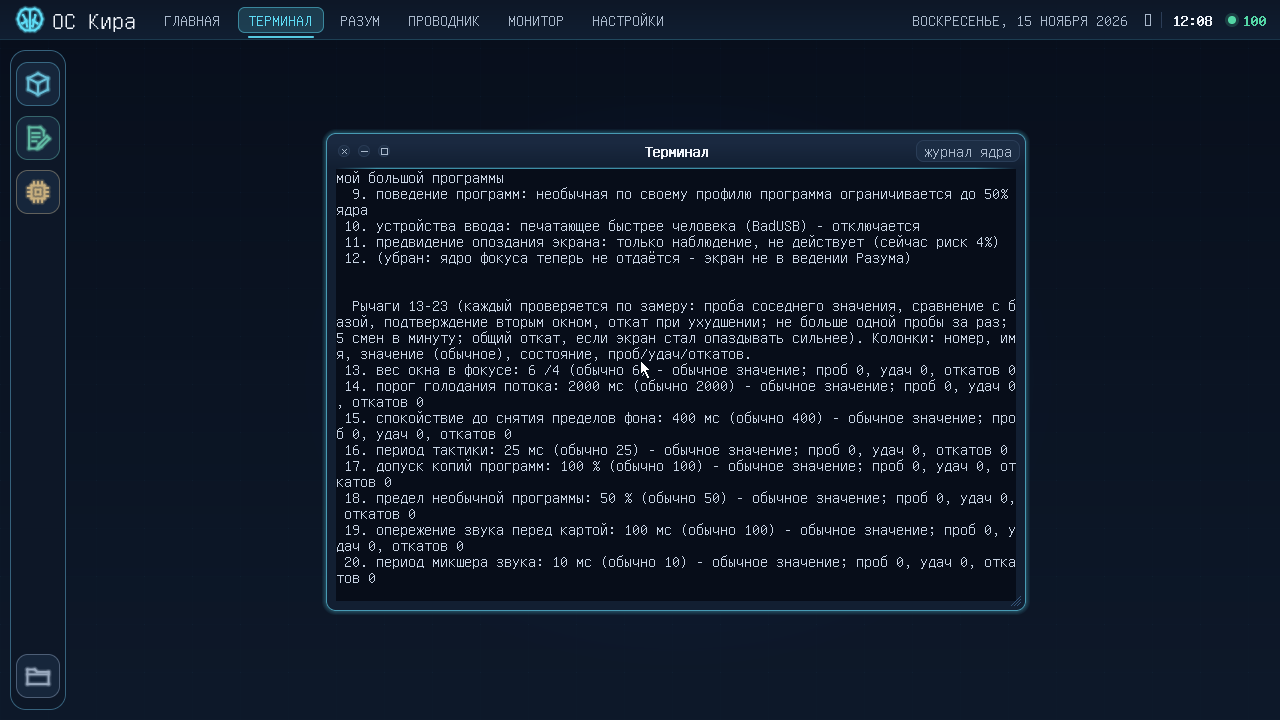 ОС Кира
ГЛАВНАЯ
ТЕРМИНАЛ
РАЗУМ
ПРОВОДНИК
МОНИТОР
НАСТРОЙКИ
ВОСКРЕСЕНЬЕ, 15 НОЯБРЯ 2026
12:08
100
Терминал
журнал ядра
мой большой программы
9. поведение программ: необычная по своему профилю программа ограничивается до 50%
ядра
10. устройства ввода: печатающее быстрее человека (BadUSB) - отключается
11. предвидение опоздания экрана: только наблюдение, не действует (сейчас риск 4%)
12. (убран: ядро фокуса теперь не отдаётся - экран не в ведении Разума)
Рычаги 13-23 (каждый проверяется по замеру: проба соседнего значения, сравнение с б
азой, подтверждение вторым окном, откат при ухудшении; не больше одной пробы за раз;
5 смен в минуту; общий откат, если экран стал опаздывать сильнее). Колонки: номер, им
я, значение (обычное), состояние, проб/удач/откатов.
13. вес окна в фокусе: 6 /4 (обычно 6) - обычное значение; проб 0, удач 0, откатов 0
14. порог голодания потока: 2000 мс (обычно 2000) - обычное значение; проб 0, удач 0
, откатов 0
15. спокойствие до снятия пределов фона: 400 мс (обычно 400) - обычное значение; про
б 0, удач 0, откатов 0
16. период тактики: 25 мс (обычно 25) - обычное значение; проб 0, удач 0, откатов 0
17. допуск копий программ: 100 % (обычно 100) - обычное значение; проб 0, удач 0, от
катов 0
18. предел необычной программы: 50 % (обычно 50) - обычное значение; проб 0, удач 0,
откатов 0
19. опережение звука перед картой: 100 мс (обычно 100) - обычное значение; проб 0, у
дач 0, откатов 0
20. период микшера звука: 10 мс (обычно 10) - обычное значение; проб 0, удач 0, отка
тов 0